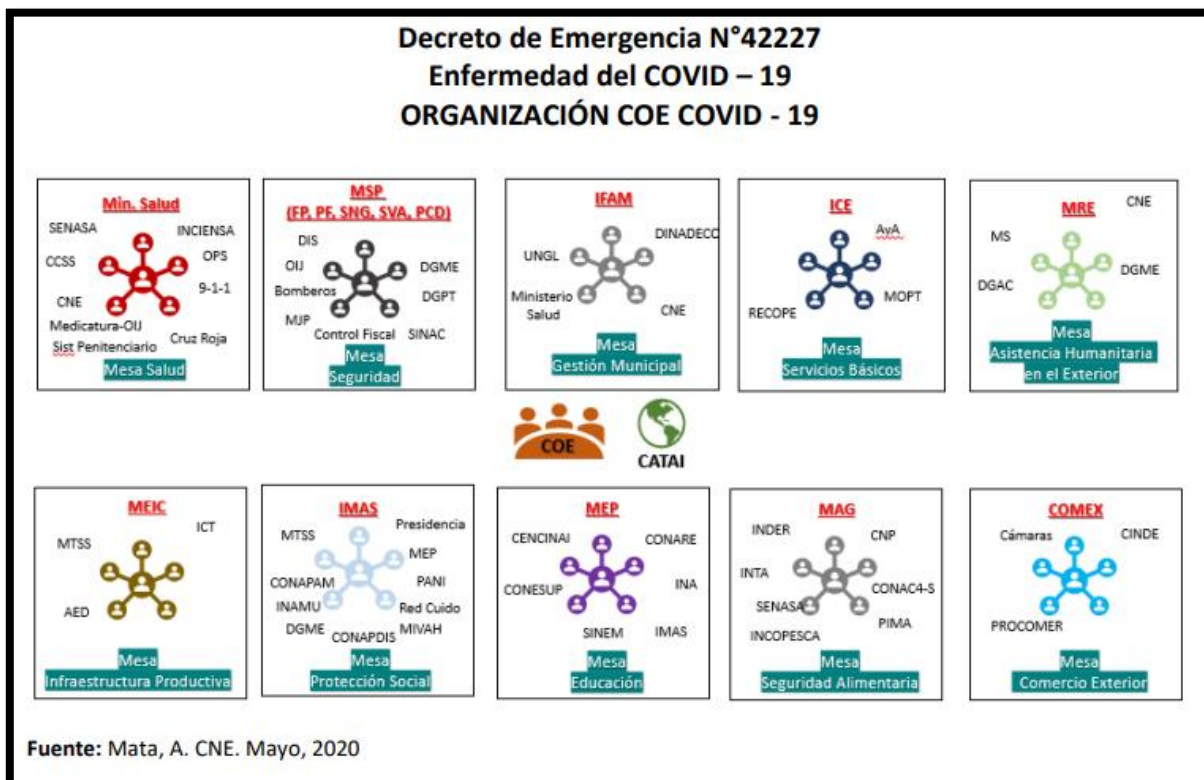 Decreto de Emergencia N°42227
Enfermedad del COVID – 19
ORGANIZACIÓN COE COVID - 19
Min. Salud
SENASA
INCIENSA
CCSS
OPS
CNE
9-1-1
Medicatura-OIJ
Sist Penitenciario
Cruz Roja
Mesa Salud
MSP
(FP, PF, SNG, SVA, PCD)
DIS
OIJ
DGME
Bomberos
DGPT
MJP
Control Fiscal
SINAC
Mesa
Seguridad
IFAM
DINADECC
UNGL
Ministerio
Salud
CNE
Mesa
Gestión Municipal
ICE
AyA
MOPT
RECOPE
Mesa
Servicios Básicos
MRE
CNE
MS
DGME
DGAC
Mesa
Asistencia Humanitaria
en el Exterior
COE
CATAI
MEIC
ICT
MTSS
AED
Mesa
Infraestructura Productiva
IMAS
Presidencia
MTSS
MEP
CONAPAM
PANI
INAMU
Red Cuido
DGME
MIVAH
CONAPDIS
Mesa
Protección Social
MEP
CENCINAI
CONARE
CONESUP
INA
SINEM
IMAS
Mesa
Educación
MAG
INDER
CNP
INTA
CONAC4-S
SENASA
PIMA
INCOPESCA
Mesa
Seguridad Alimentaria
COMEX
Cámaras
CINDE
PROCOMER
Mesa
Comercio Exterior
Fuente: Mata, A. CNE. Mayo, 2020